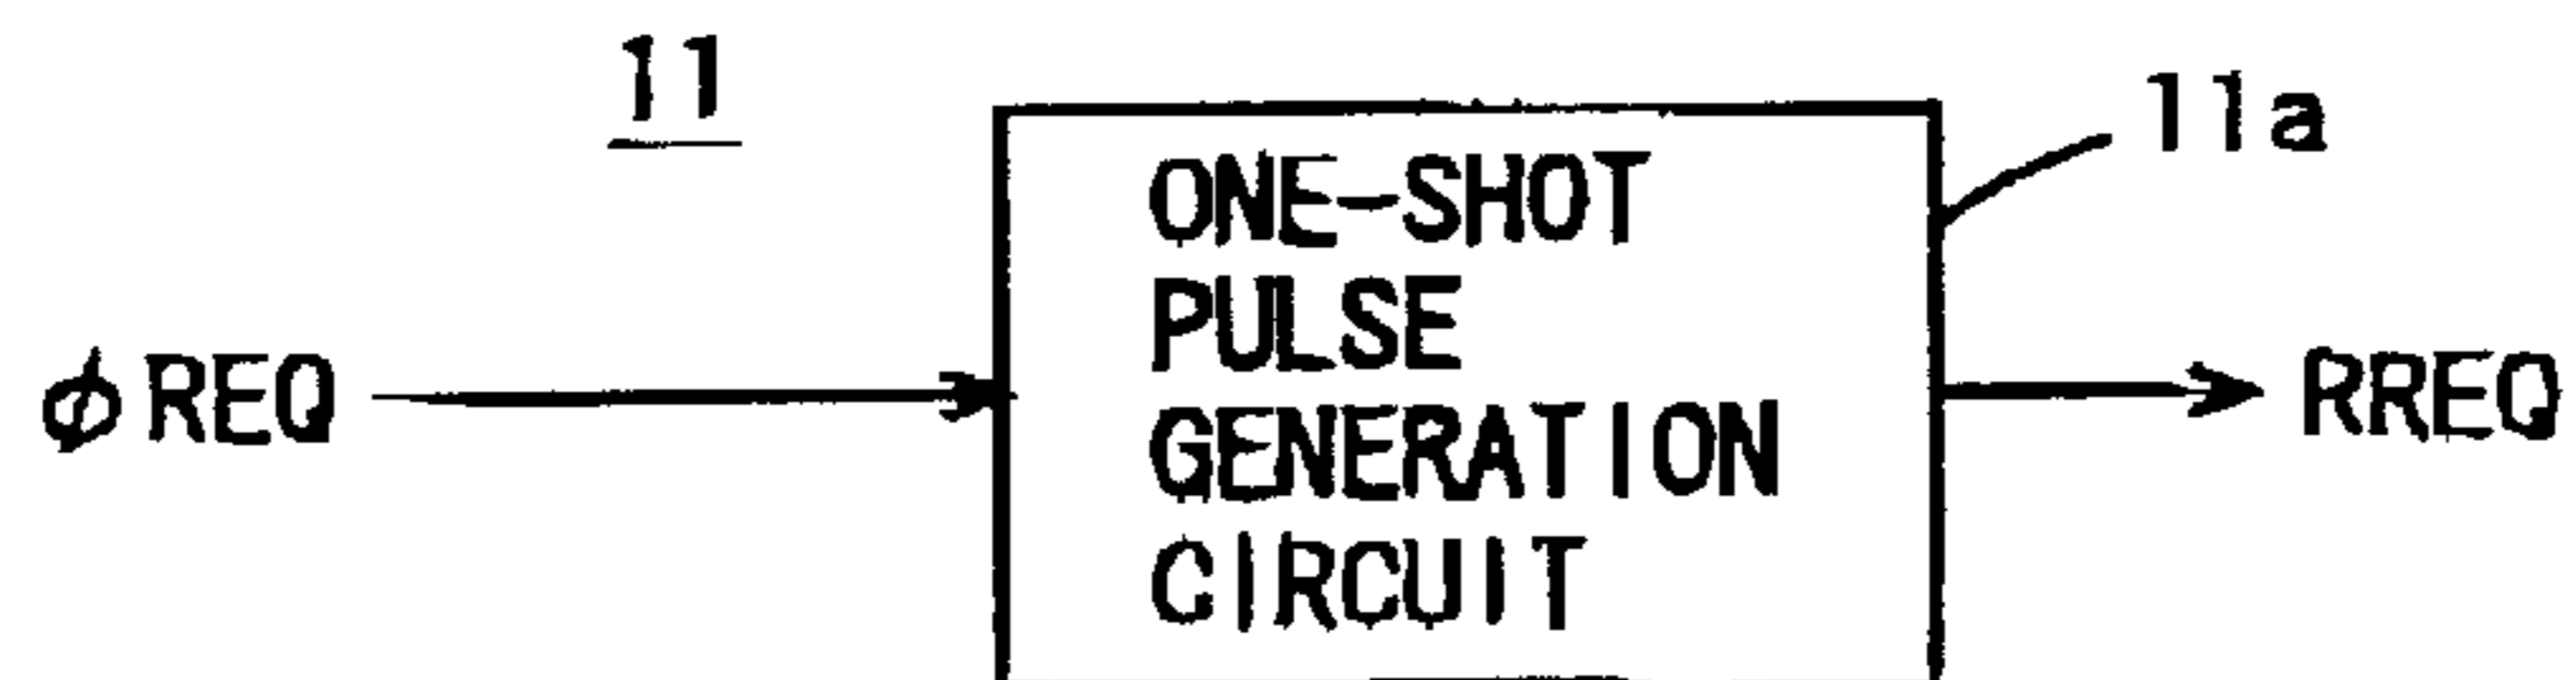 11
11a
ONE-SHOT
PULSE
GENERATION
CIRCUIT
φREQ
RREQ